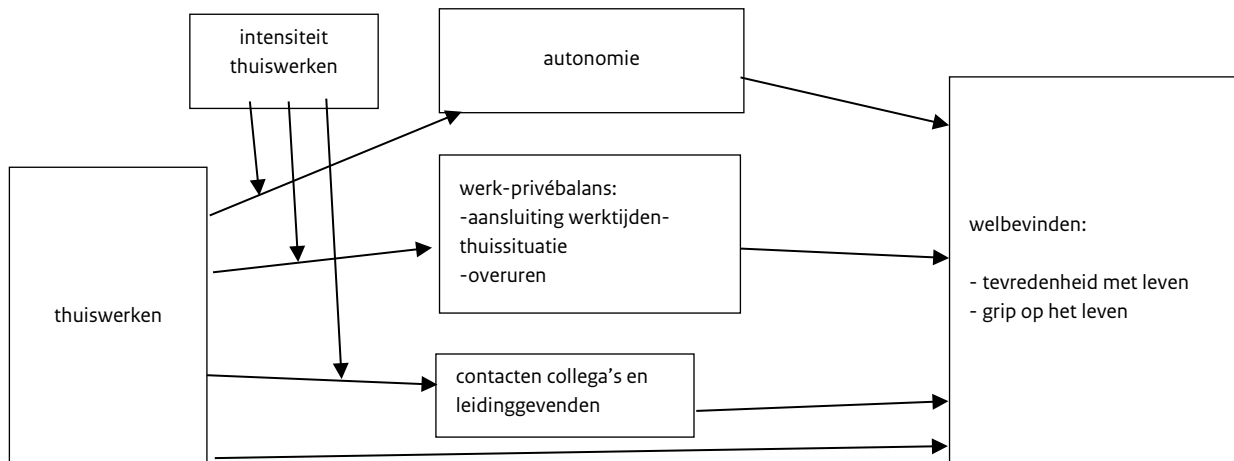 intensiteit
thuiswerken
autonomie
werk-privébalans:
-aansluiting werktijden-
thuissituatie
-overuren
welbevinden:
- tevredenheid met leven
- grip op het leven
thuiswerken
contacten collega's en
leidinggevenden